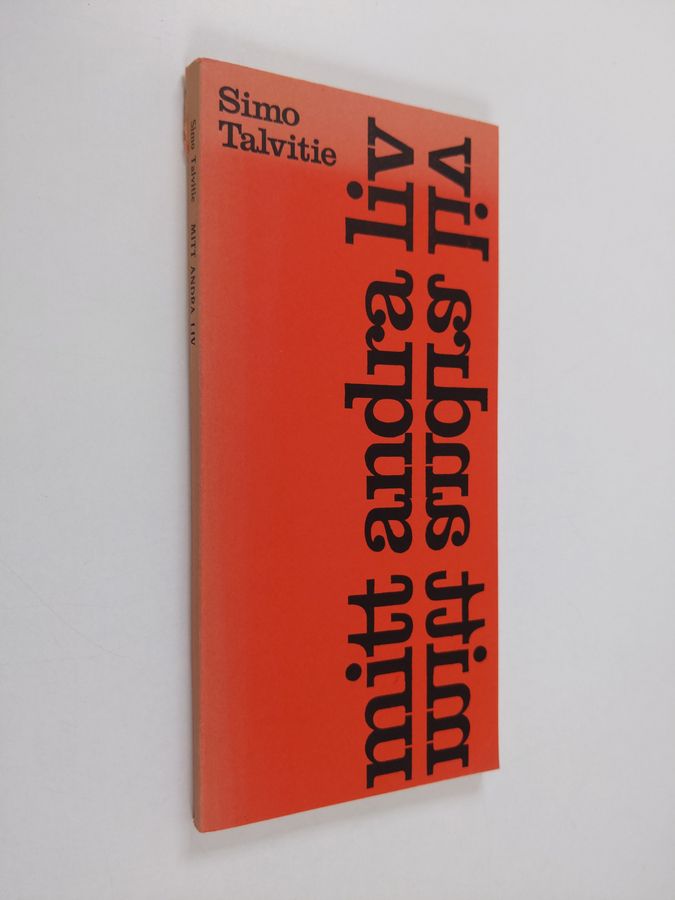 Simo
Talvitie
mitt andra liv
mitt andra liv
Simo Talvitie MITT ANDRA LIV